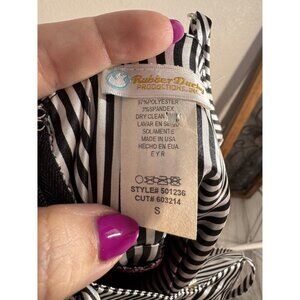 Rubber Ducky
PRODUCTIONS, INC.
97%POLYESTER
3%SPANDEX
DRY CLEAN
LAVAR EN SECO
SOLAMENTE
MADE IN USA
HECHO EN EUA
E Y R
STYLE# 501236
CUT# 603214
S